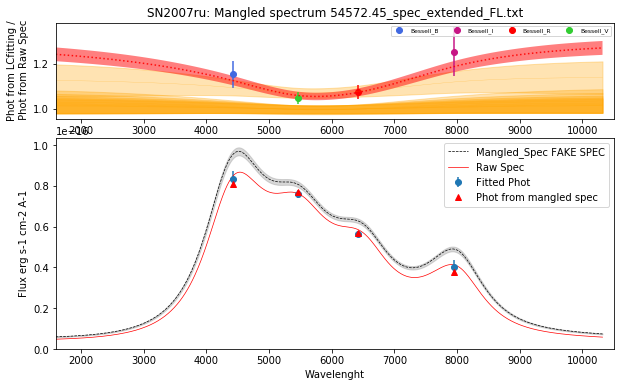 SN2007ru: Mangled spectrum 54572.45_spec_extended_FL.txt
Phot from LCfitting /
Phot from Raw Spec
Bessell_B
Bessell_I
Bessell_R
Bessell_V
1.2
1.0
2000 3000 4000 5000 6000 7000 8000 9000 10000
Mangled_Spec FAKE SPEC
Raw Spec
Fitted Phot
Phot from mangled spec
Flux erg s-1 cm-2 A-1
1.0
0.8
0.6
0.4
0.2
0.0
2000 3000 4000 5000 6000 7000 8000 9000 10000
Wavelenght